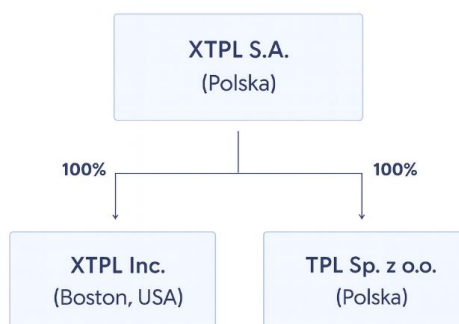 XTPL S.A.
(Polska)
100%
100%
XTPL Inc.
(Boston, USA)
TPL Sp. z o.o.
(Polska)